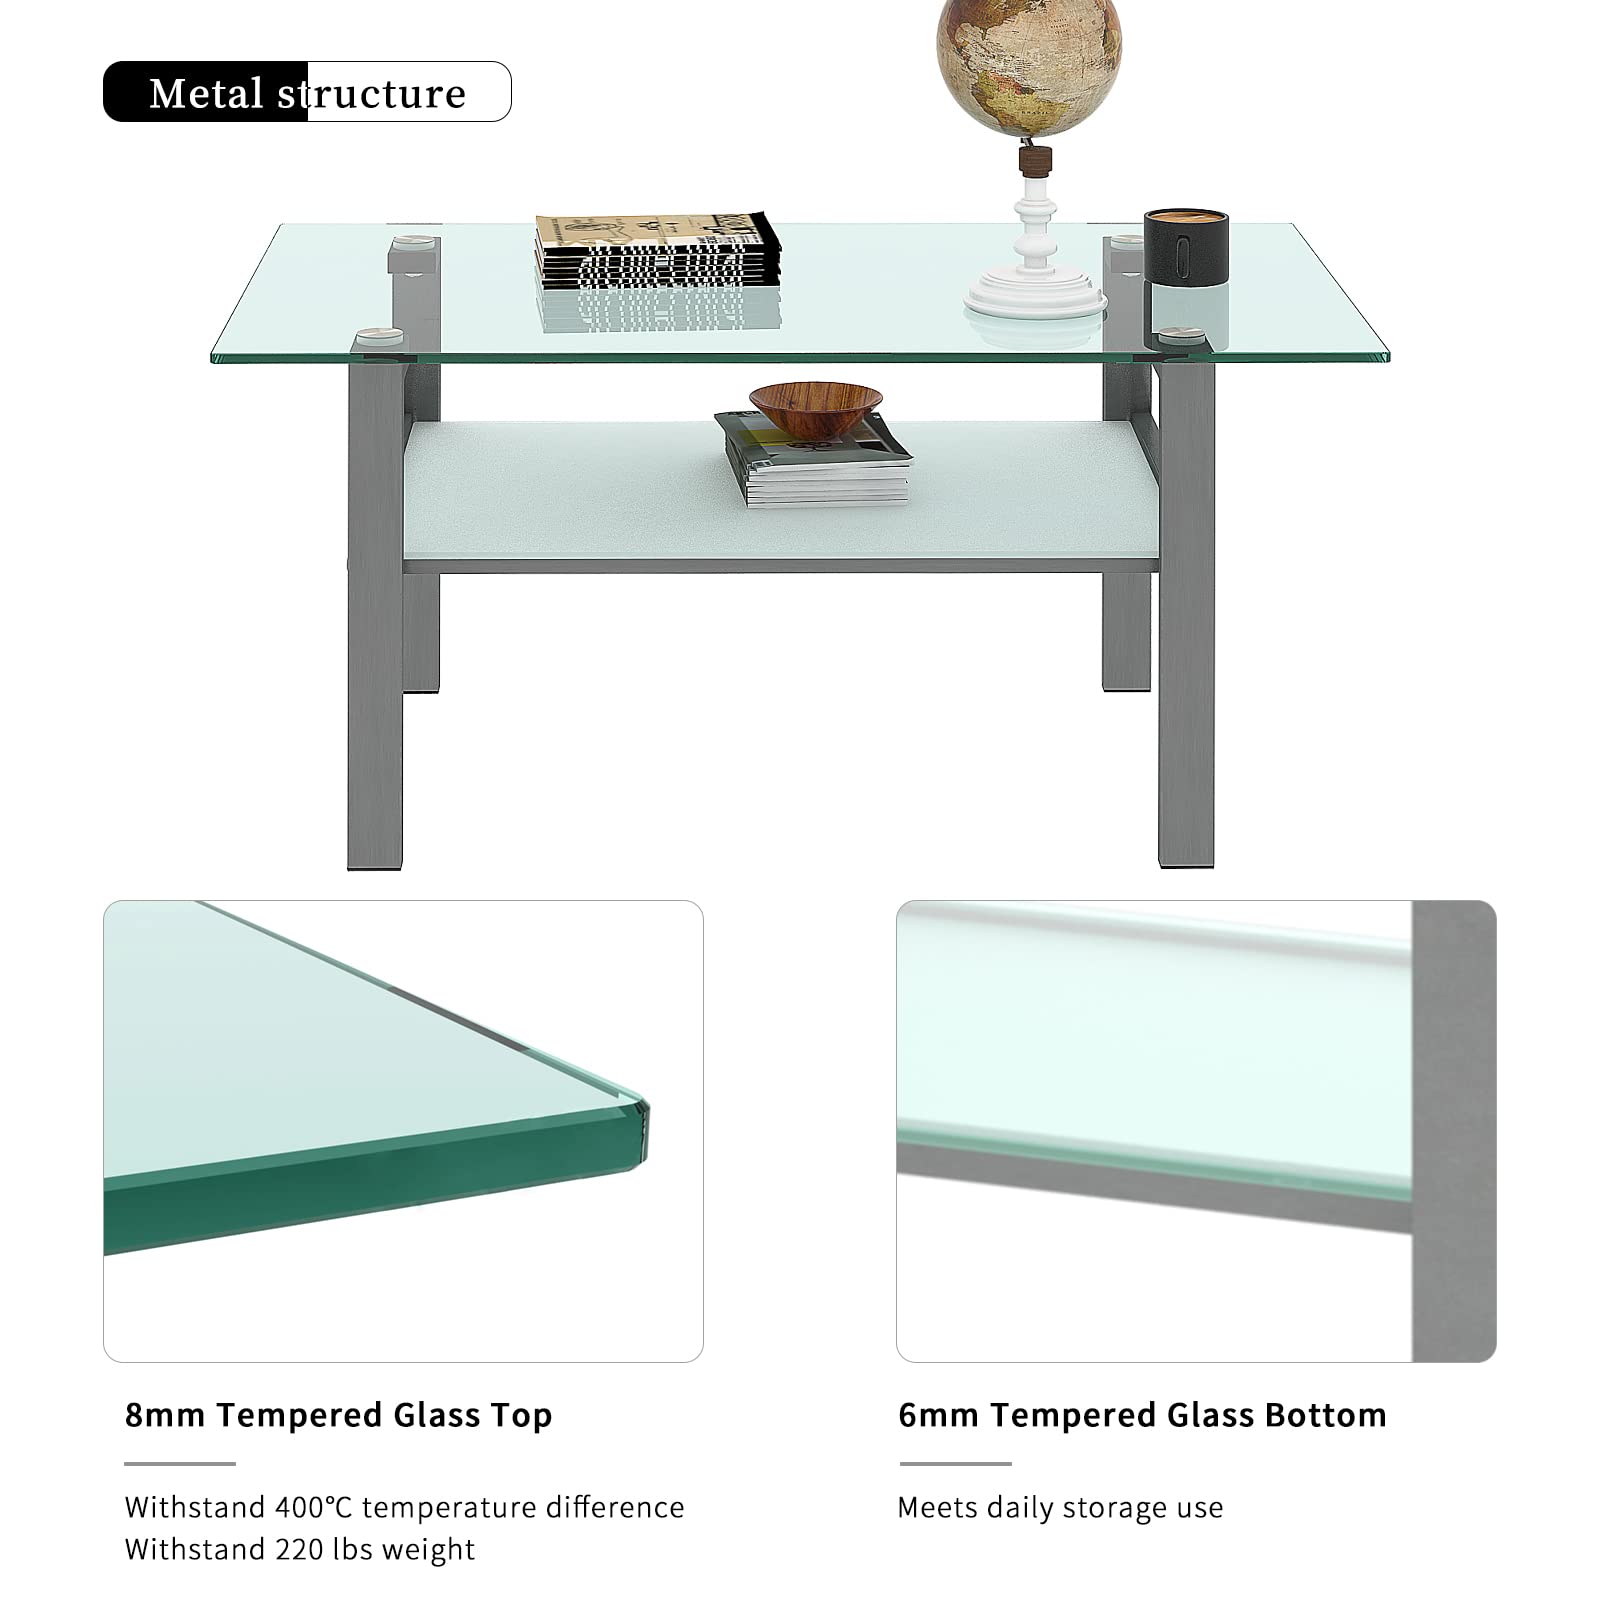 Metal structure
8mm Tempered Glass Top
Withstand 400℃ temperature difference
Withstand 220 lbs weight
6mm Tempered Glass Bottom
Meets daily storage use